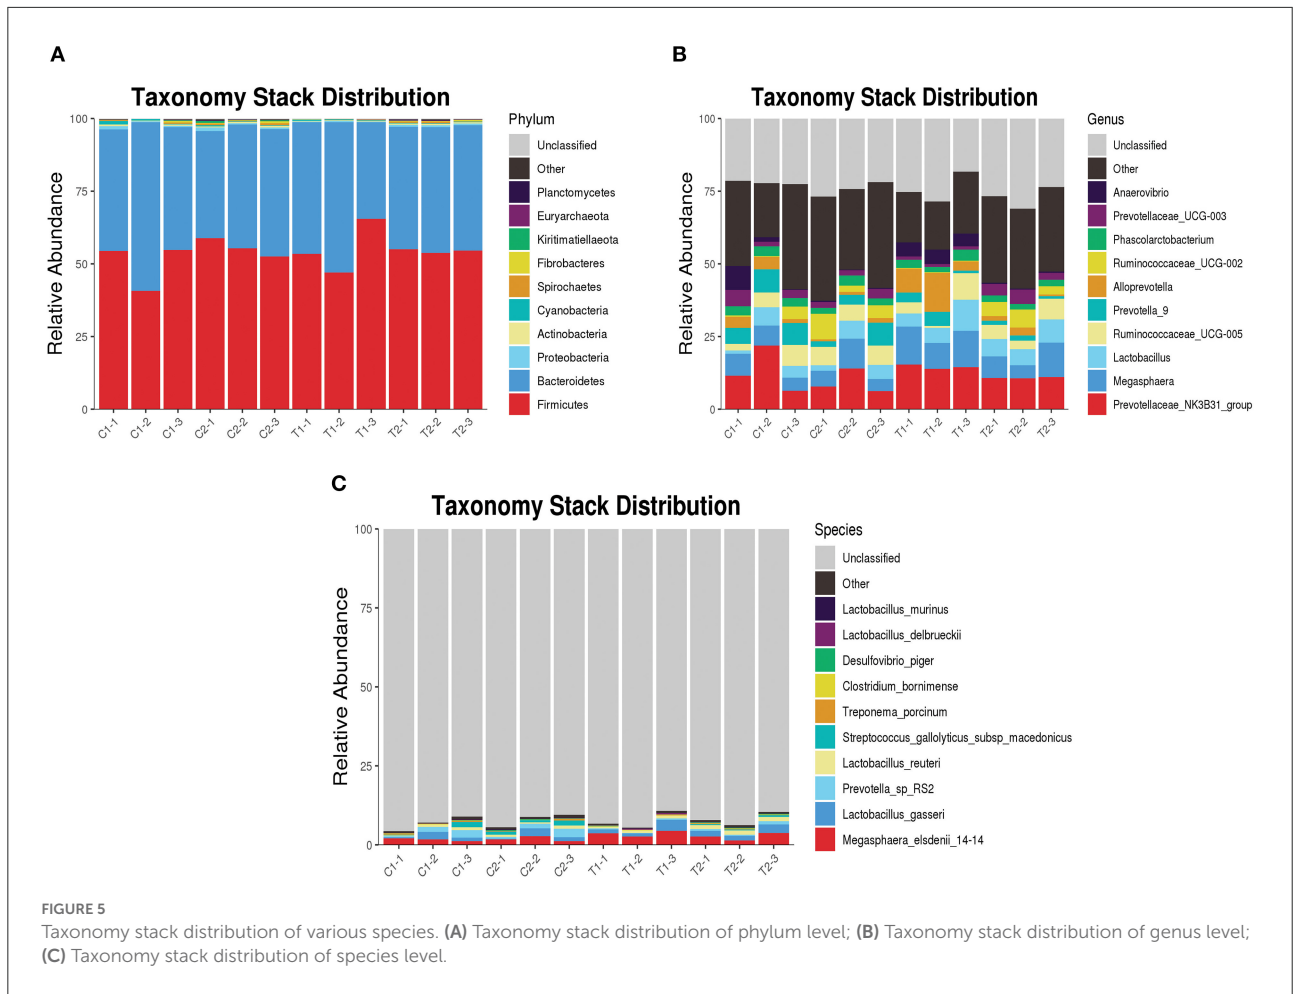 A
Taxonomy Stack Distribution
Relative Abundance
100
75
50
25
0
C1-1
C1-2
C1-3
C2-1
C2-2
C2-3
T1-1
T1-2
T1-3
T2-1
T2-2
T2-3
Phylum
Unclassified
Other
Planctomycetes
Euryarchaeota
Kiritimatiellaeota
Fibrobacteres
Spirochaetes
Cyanobacteria
Actinobacteria
Proteobacteria
Bacteroidetes
Firmicutes
B
Taxonomy Stack Distribution
Relative Abundance
100
75
50
25
0
C1-1
C1-2
C1-3
C2-1
C2-2
C2-3
T1-1
T1-2
T1-3
T2-1
T2-2
T2-3
Genus
Unclassified
Other
Anaerovibrio
Prevotellaceae_UCG-003
Phascolarctobacterium
Ruminococcaceae_UCG-002
Alloprevotella
Prevotella_9
Ruminococcaceae_UCG-005
Lactobacillus
Megasphaera
Prevotellaceae_NK3B31_group
C
Taxonomy Stack Distribution
Relative Abundance
100
75
50
25
0
C1-1
C1-2
C1-3
C2-1
C2-2
C2-3
T1-1
T1-2
T1-3
T2-1
T2-2
T2-3
Species
Unclassified
Other
Lactobacillus_murinus
Lactobacillus_delbrueckii
Desulfovibrio_piger
Clostridium_bornimense
Treponema_porcinum
Streptococcus_gallolyticus_subsp_macedonicus
Lactobacillus_reuteri
Prevotella_sp_RS2
Lactobacillus_gasseri
Megasphaera_elsdenii_14-14
FIGURE 5
Taxonomy stack distribution of various species. (A) Taxonomy stack distribution of phylum level; (B) Taxonomy stack distribution of genus level;
(C) Taxonomy stack distribution of species level.